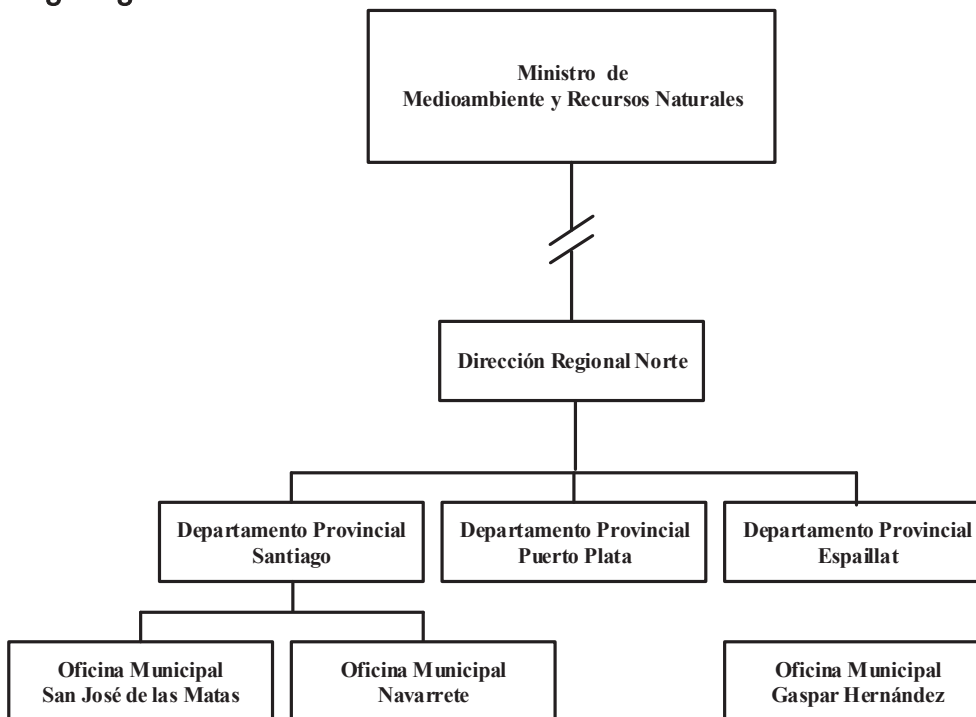 Ministro de
Medioambiente y Recursos Naturales
Dirección Regional Norte
Departamento Provincial
Santiago
Departamento Provincial
Puerto Plata
Departamento Provincial
Espaillat
Oficina Municipal
San José de las Matas
Oficina Municipal
Navarrete
Oficina Municipal
Gaspar Hernández